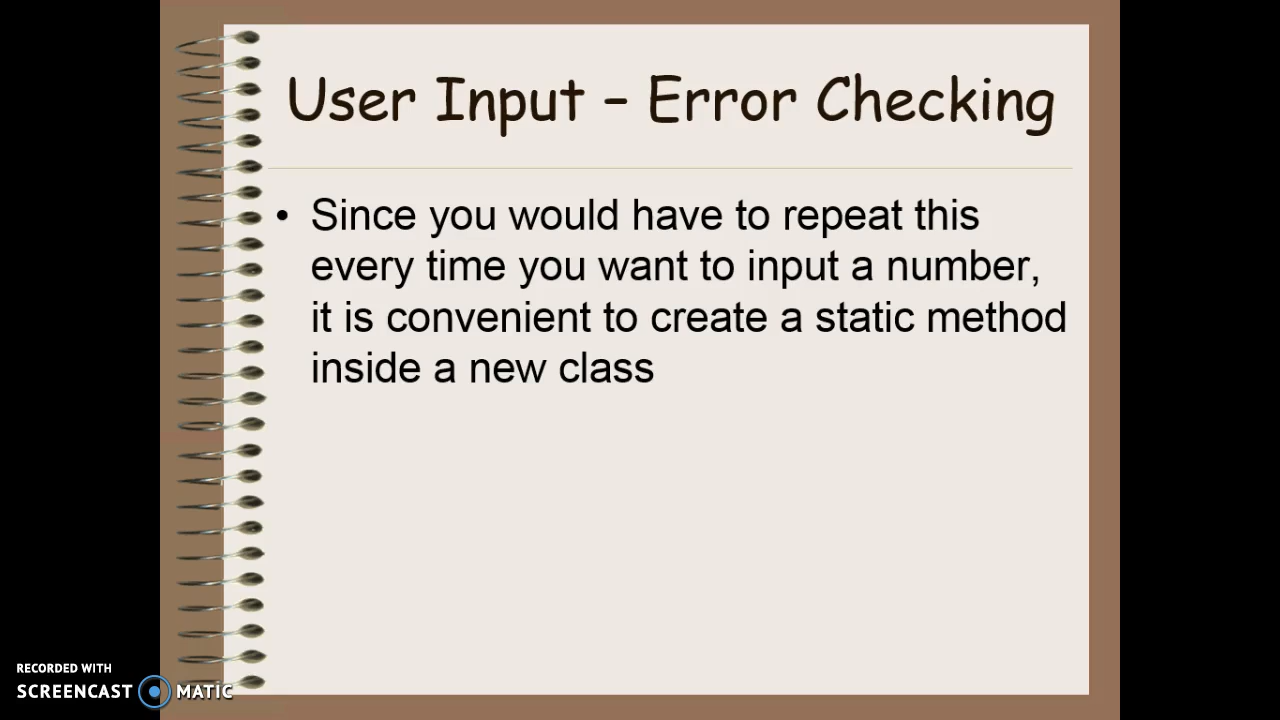 User Input – Error Checking
• Since you would have to repeat this
every time you want to input a number,
it is convenient to create a static method
inside a new class
RECORDED WITH
SCREENCAST MATIC